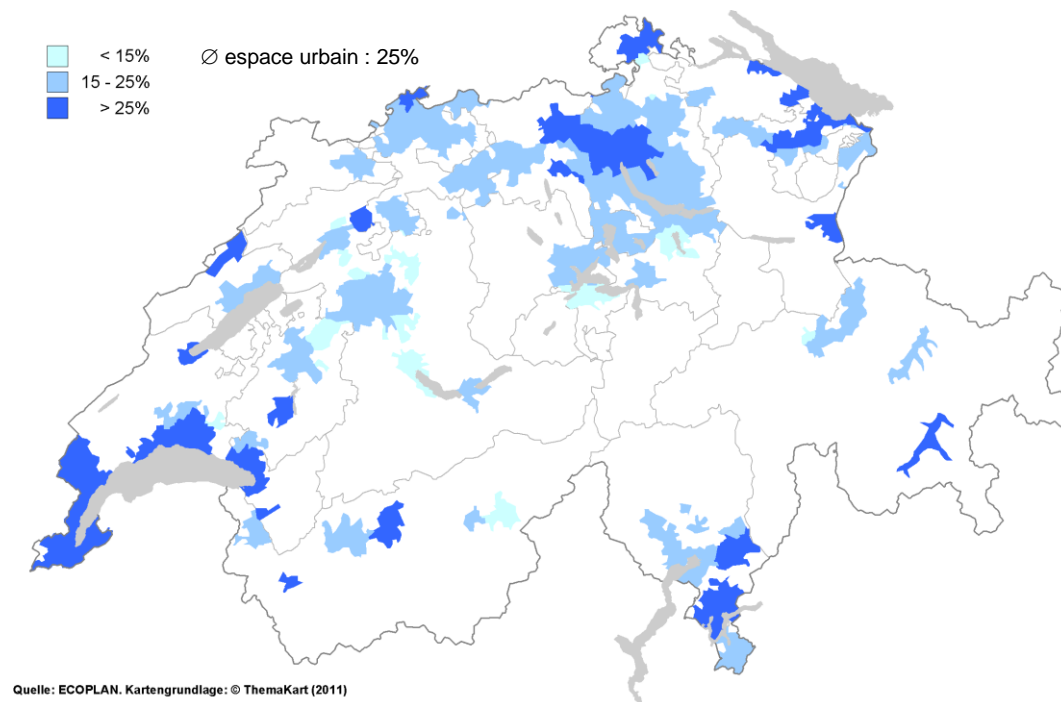 < 15%
∅ espace urbain : 25%
15 - 25%
> 25%
Quelle: ECOPLAN. Kartengrundlage: © ThemaKart (2011)